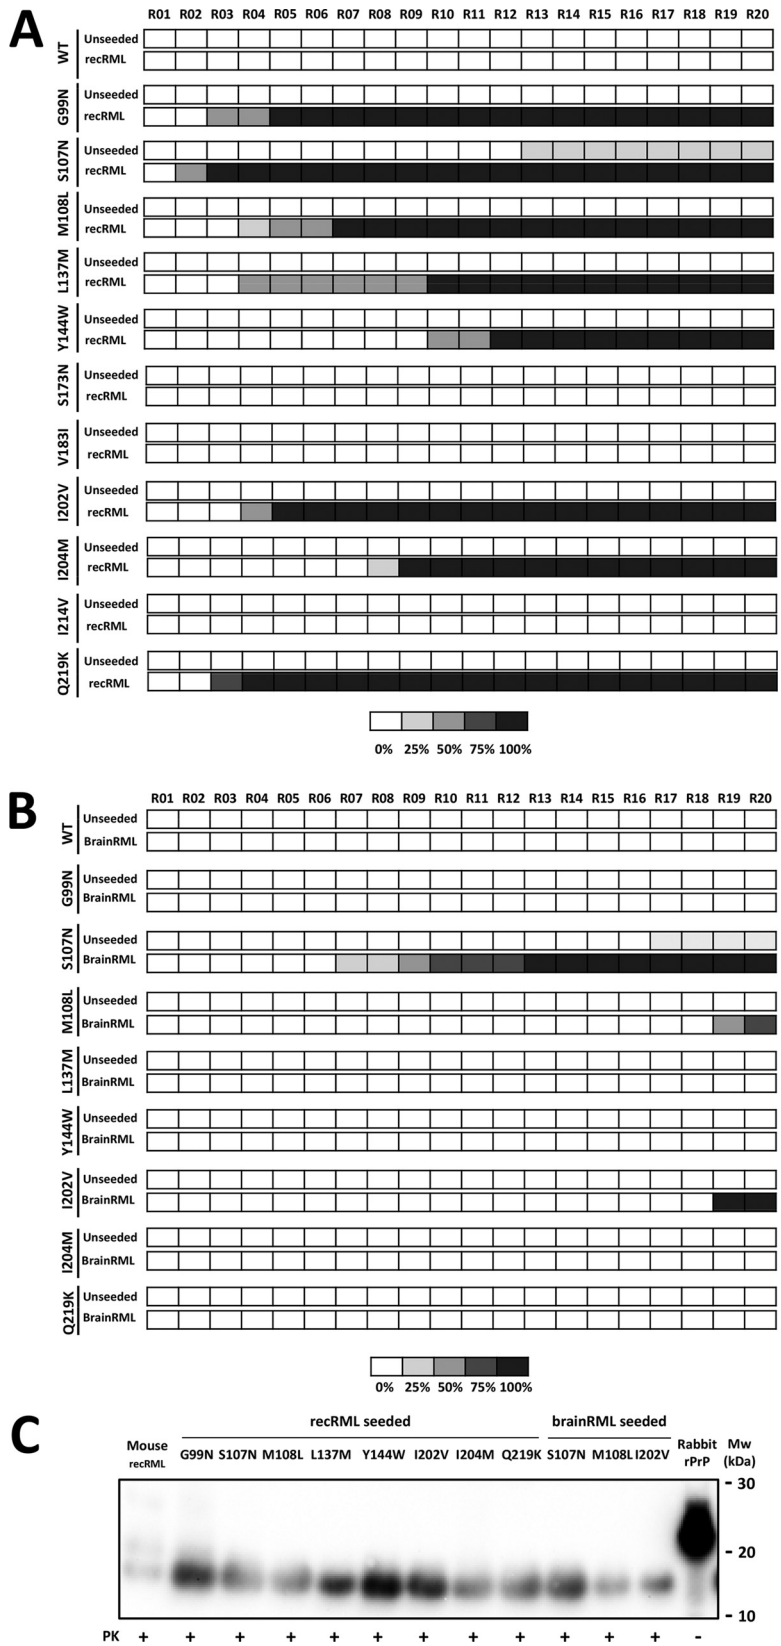 A
R01 R02 R03 R04 R05 R06 R07 R08 R09 R10 R11 R12 R13 R14 R15 R16 R17 R18 R19 R20
WT
Unseeded
recRML
G99N
Unseeded
recRML
S107N
Unseeded
recRML
M108L
Unseeded
recRML
L137M
Unseeded
recRML
Y144W
Unseeded
recRML
S173N
Unseeded
recRML
V183I
Unseeded
recRML
I202V
Unseeded
recRML
I204M
Unseeded
recRML
I214V
Unseeded
recRML
Q219K
Unseeded
recRML
0% 25% 50% 75% 100%
B
R01 R02 R03 R04 R05 R06 R07 R08 R09 R10 R11 R12 R13 R14 R15 R16 R17 R18 R19 R20
WT
Unseeded
BrainRML
G99N
Unseeded
BrainRML
S107N
Unseeded
BrainRML
M108L
Unseeded
BrainRML
L137M
Unseeded
BrainRML
Y144W
Unseeded
BrainRML
I202V
Unseeded
BrainRML
I204M
Unseeded
BrainRML
Q219K
Unseeded
BrainRML
0% 25% 50% 75% 100%
C
recRML seeded brainRML seeded
Mouse recRML G99N S107N M108L L137M Y144W I202V I204M Q219K S107N M108L I202V Rabbit rPrP Mw (kDa)
- 30
- 20
- 10
PK + + + + + + + + + + + + -